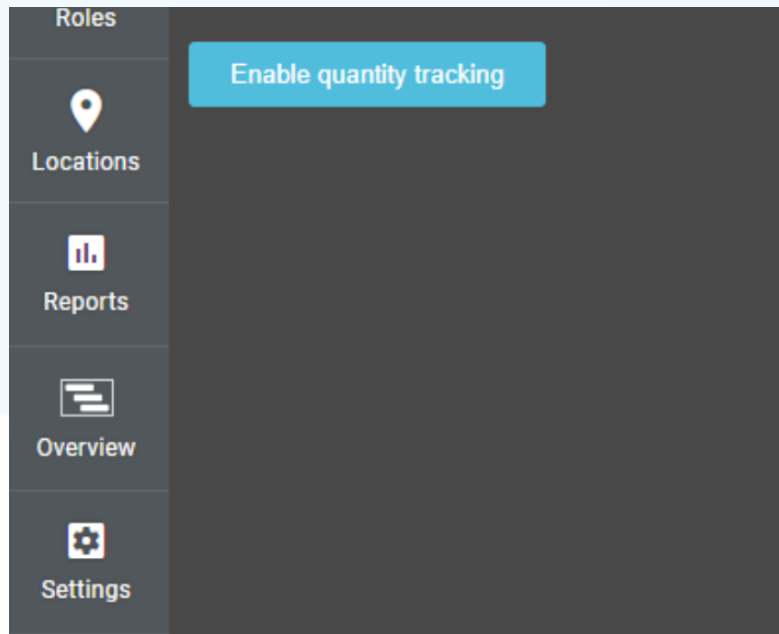 Roles
Enable quantity tracking
Locations
Reports
Overview
Settings